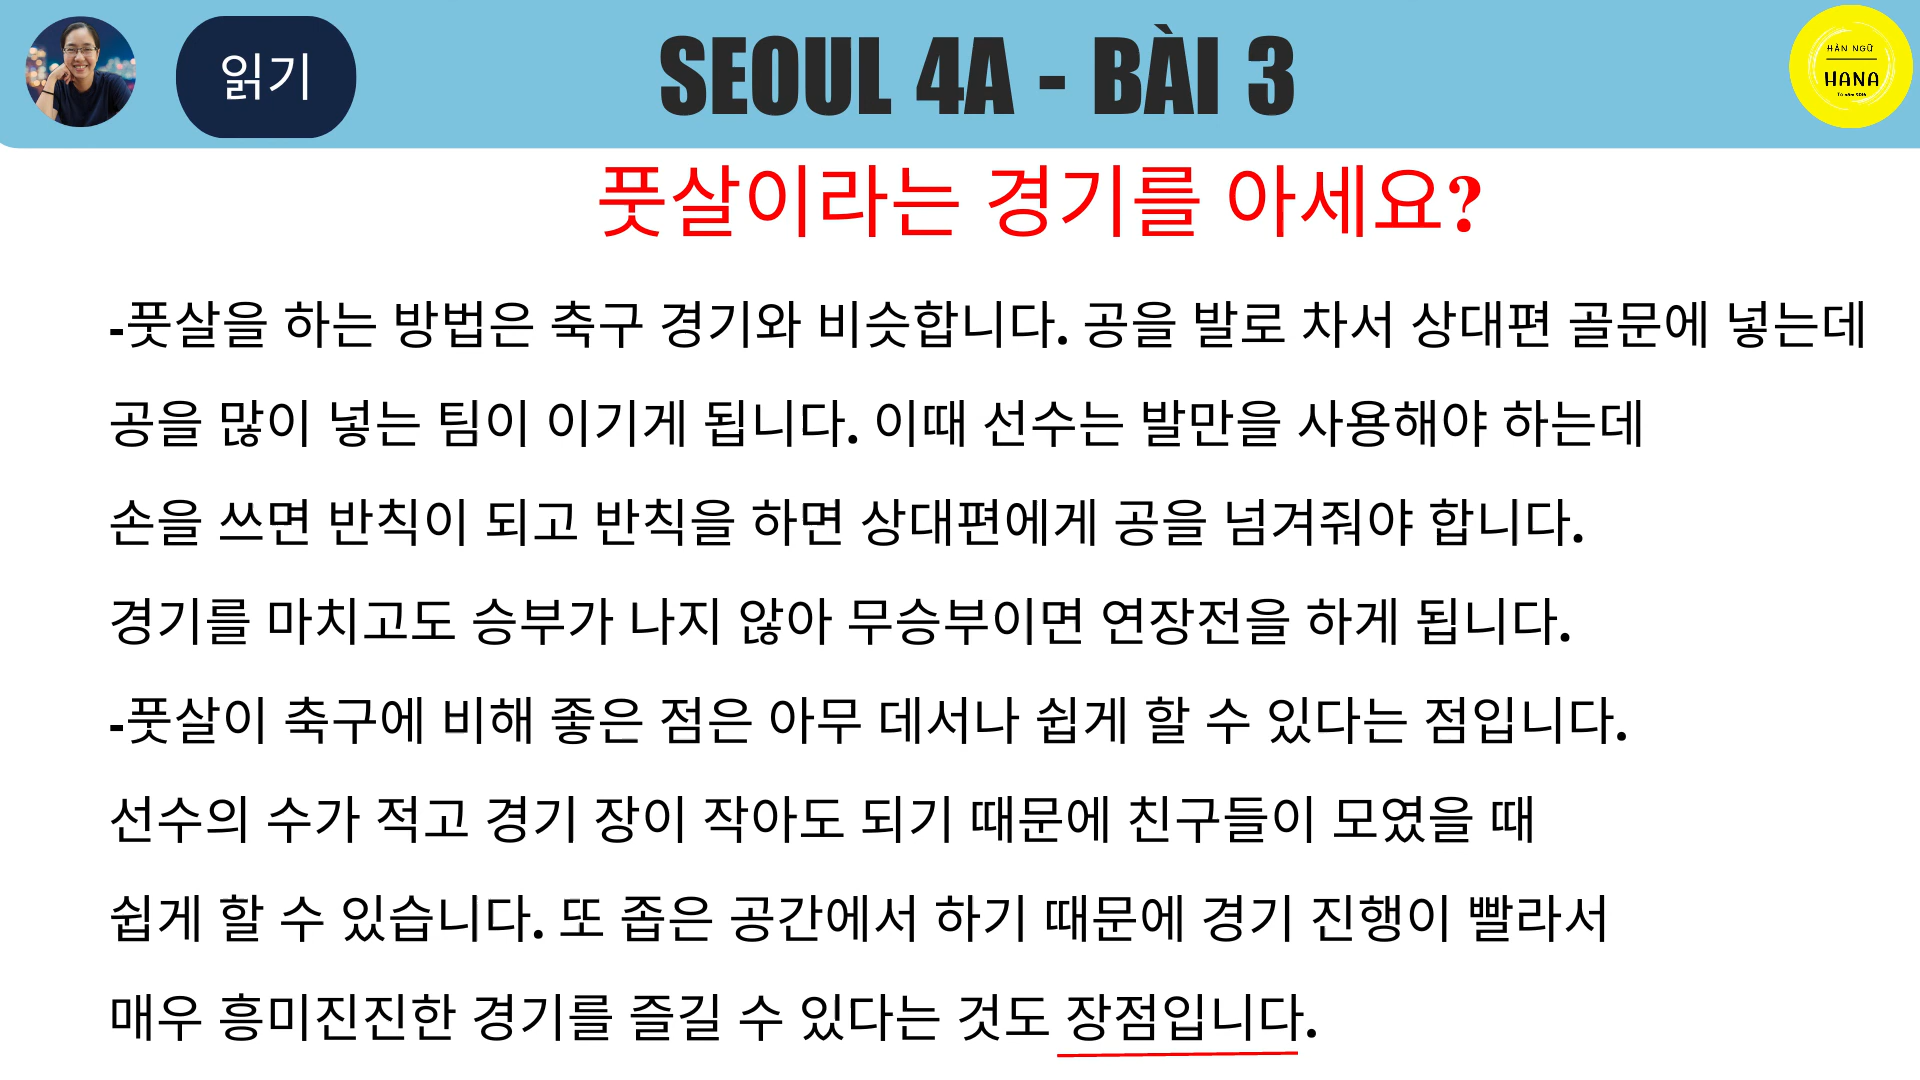 읽기
SEOUL 4A - BÀI 3
HÀN NGỮ
HANA
Từ năm 2016
풋살이라는 경기를 아세요?
-풋살을 하는 방법은 축구 경기와 비슷합니다. 공을 발로 차서 상대편 골문에 넣는데
공을 많이 넣는 팀이 이기게 됩니다. 이때 선수는 발만을 사용해야 하는데
손을 쓰면 반칙이 되고 반칙을 하면 상대편에게 공을 넘겨줘야 합니다.
경기를 마치고도 승부가 나지 않아 무승부이면 연장전을 하게 됩니다.
-풋살이 축구에 비해 좋은 점은 아무 데서나 쉽게 할 수 있다는 점입니다.
선수의 수가 적고 경기 장이 작아도 되기 때문에 친구들이 모였을 때
쉽게 할 수 있습니다. 또 좁은 공간에서 하기 때문에 경기 진행이 빨라서
매우 흥미진진한 경기를 즐길 수 있다는 것도 장점입니다.